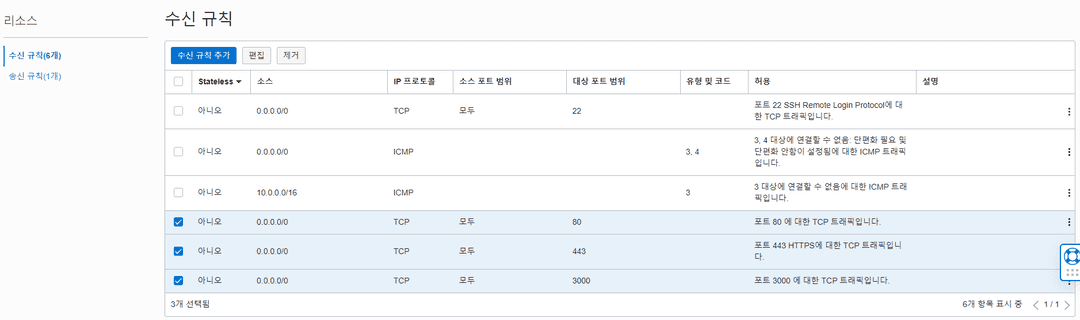 리소스
수신 규칙(6개)
송신 규칙(1개)
수신 규칙
수신 규칙 추가 편집 제거
Stateless 소스 IP 프로토콜 소스 포트 범위 대상 포트 범위 유형 및 코드 허용 설명
아니오 0.0.0.0/0 TCP 모두 22 포트 22 SSH Remote Login Protocol에 대
한 TCP 트래픽입니다.
아니오 0.0.0.0/0 ICMP 3, 4 3, 4 대상에 연결할 수 없음: 단편화 필요 및
단편화 안함이 설정됨에 대한 ICMP 트래픽
입니다.
아니오 10.0.0.0/16 ICMP 3 3 대상에 연결할 수 없음에 대한 ICMP 트래
픽입니다.
아니오 0.0.0.0/0 TCP 모두 80 포트 80 에 대한 TCP 트래픽입니다.
아니오 0.0.0.0/0 TCP 모두 443 포트 443 HTTPS에 대한 TCP 트래픽입니
다.
아니오 0.0.0.0/0 TCP 모두 3000 포트 3000 에 대한 TCP 트래픽입니다.
3개 선택됨 6개 항목 표시 중 1 / 1